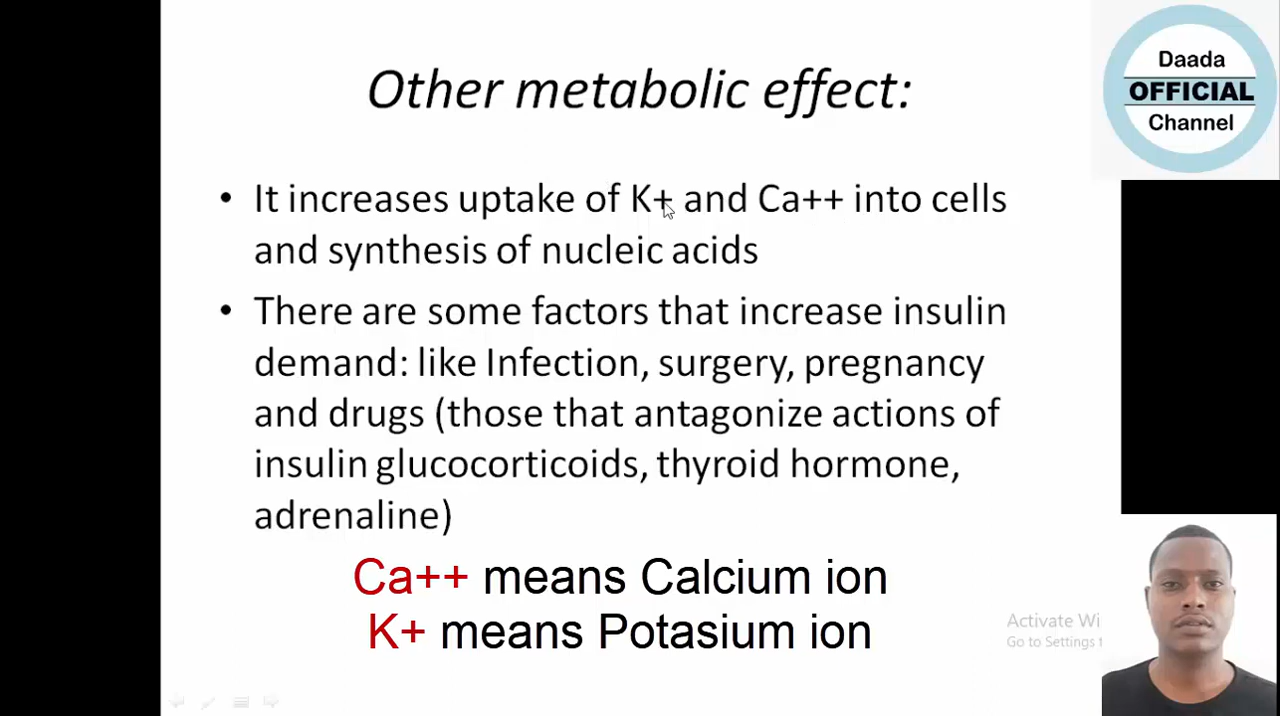 Other metabolic effect:
Daada
OFFICIAL
Channel
• It increases uptake of K+ and Ca++ into cells
and synthesis of nucleic acids
• There are some factors that increase insulin
demand: like Infection, surgery, pregnancy
and drugs (those that antagonize actions of
insulin glucocorticoids, thyroid hormone,
adrenaline)
Ca++ means Calcium ion
K+ means Potasium ion
Activate Wi
Go to Settings t